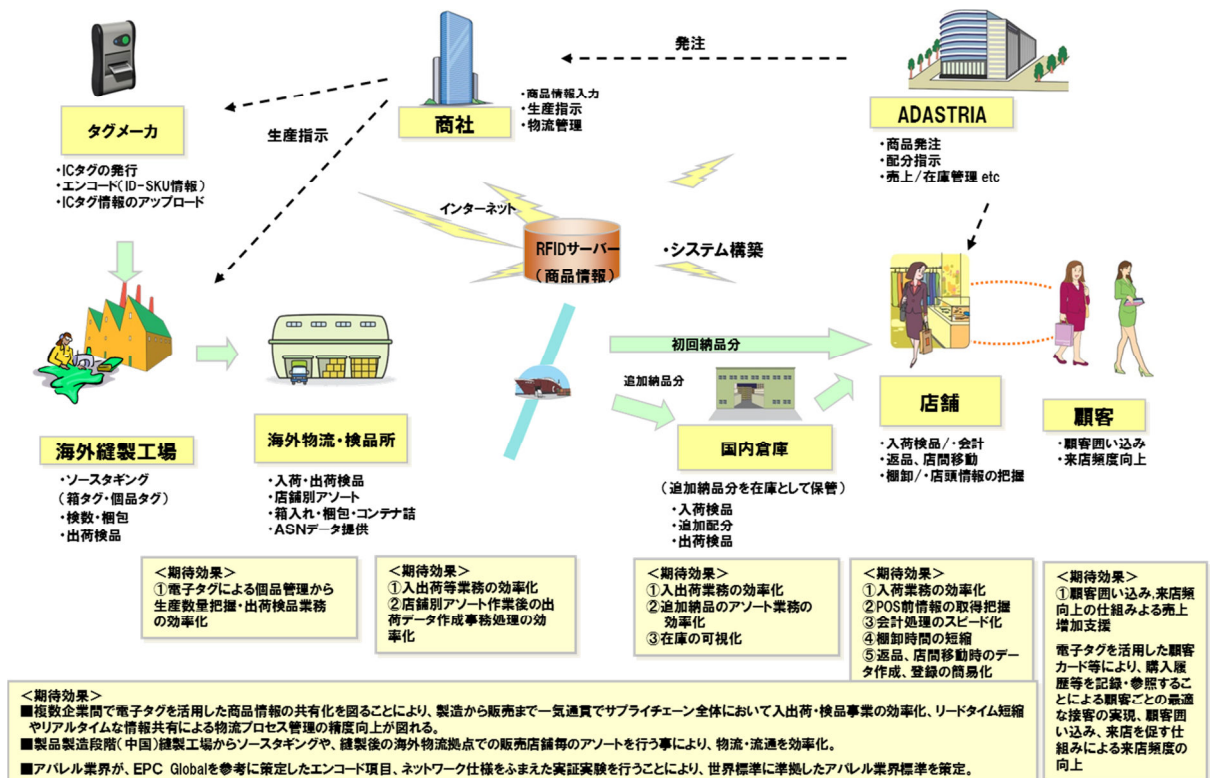 発注
・商品情報入力
・生産指示
・物流管理
商社
ADASTRIA
・商品発注
・配分指示
・売上/在庫管理 etc
タグメーカ
生産指示
・ICタグの発行
・エンコード(ID-SKU情報)
・ICタグ情報のアップロード
インターネット
RFIDサーバー
(商品情報)
・システム構築
初回納品分
追加納品分
海外縫製工場
・ソースタギング
(箱タグ・個品タグ)
・検数・梱包
・出荷検品
海外物流・検品所
・入荷・出荷検品
・店舗別アソート
・箱入れ・梱包・コンテナ詰
・ASNデータ提供
国内倉庫
(追加納品分を在庫として保管)
・入荷検品
・追加配分
・出荷検品
店舗
・入荷検品/・会計
・返品、店間移動
・棚卸/・店頭情報の把握
顧客
・顧客囲い込み
・来店頻度向上
<期待効果>
①電子タグによる個品管理から
生産数量把握・出荷検品業務
の効率化
<期待効果>
①入出荷等業務の効率化
②店舗別アソート作業後の出
荷データ作成事務処理の効
率化
<期待効果>
①入出荷業務の効率化
②追加納品のアソート業務の
効率化
③在庫の可視化
<期待効果>
①入荷業務の効率化
②POS前情報の取得把握
③会計処理のスピード化
④棚卸時間の短縮
⑤返品、店間移動時のデー
タ作成、登録の簡易化
<期待効果>
①顧客囲い込み,来店頻
向上の仕組みよる売上
増加支援
電子タグを活用した顧客
カード等により、購入履
歴等を記録・参照するこ
とによる顧客ごとの最適
な接客の実現、顧客囲
い込み、来店を促す仕
組みによる来店頻度の
向上
<期待効果>
■複数企業間で電子タグを活用した商品情報の共有化を図ることにより、製造から販売まで一気通貫でサプライチェーン全体において入出荷・検品事業の効率化、リードタイム短縮
やリアルタイムな情報共有による物流プロセス管理の精度向上が図れる。
■製品製造段階(中国)縫製工場からソースタギングや、縫製後の海外物流拠点での販売店舗毎のアソートを行う事により、物流・流通を効率化。
■アパレル業界が、EPC Globalを参考に策定したエンコード項目、ネットワーク仕様をふまえた実証実験を行うことにより、世界標準に準拠したアパレル業界標準を策定。